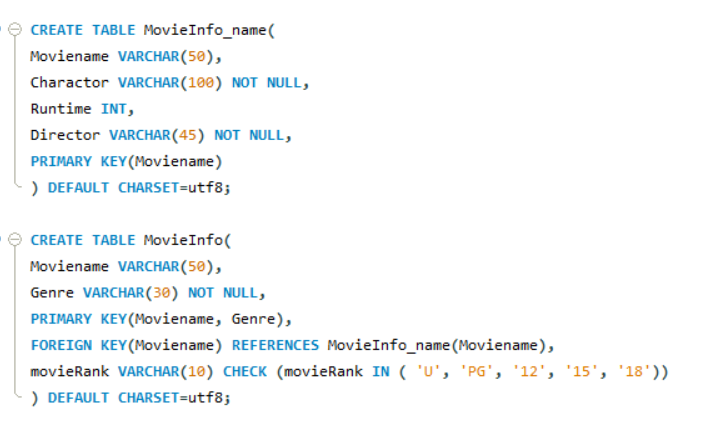 CREATE TABLE MovieInfo_name(
Moviename VARCHAR(50),
Charactor VARCHAR(100) NOT NULL,
Runtime INT,
Director VARCHAR(45) NOT NULL,
PRIMARY KEY(Moviename)
) DEFAULT CHARSET=utf8;
CREATE TABLE MovieInfo(
Moviename VARCHAR(50),
Genre VARCHAR(30) NOT NULL,
PRIMARY KEY(Moviename, Genre),
FOREIGN KEY(Moviename) REFERENCES MovieInfo_name(Moviename),
movieRank VARCHAR(10) CHECK (movieRank IN ( 'U', 'PG', '12', '15', '18'))
) DEFAULT CHARSET=utf8;